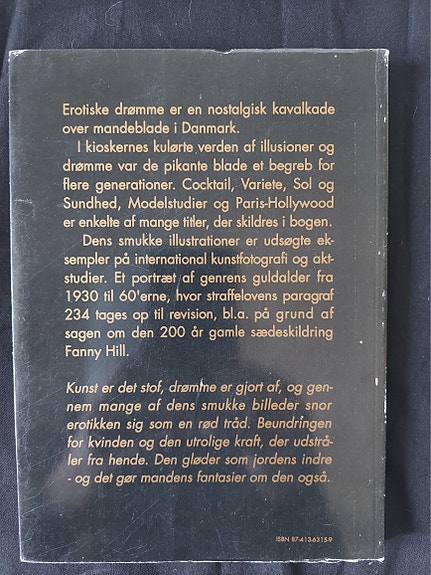 Erotiske drømme er en nostalgisk kavalkade
over mandeblade i Danmark.
I kioskernes kulørte verden af illusioner og
drømme var de pikante blade et begreb for
flere generationer. Cocktail, Variete, Sol og
Sundhed, Modelstudier og Paris-Hollywood
er enkelte af mange titler, der skildres i bogen.
Dens smukke illustrationer er udsøgte ek-
sempler på international kunstfotografi og akt-
studier. Et portræt af genrens guldalder fra
1930 til 60'erne, hvor straffelovens paragraf
234 tages op til revision, bl.a. på grund af
sagen om den 200 år gamle sædeskildring
Fanny Hill.
Kunst er det stof, drømme er gjort af, og gen-
nem mange af dens smukke billeder snor
erotikken sig som en rød tråd. Beundringen
for kvinden og den utrolige kraft, der udstrå-
ler fra hende. Den gløder som jordens indre
- og det gør mandens fantasier om den også.
ISBN 87-413-6315-9